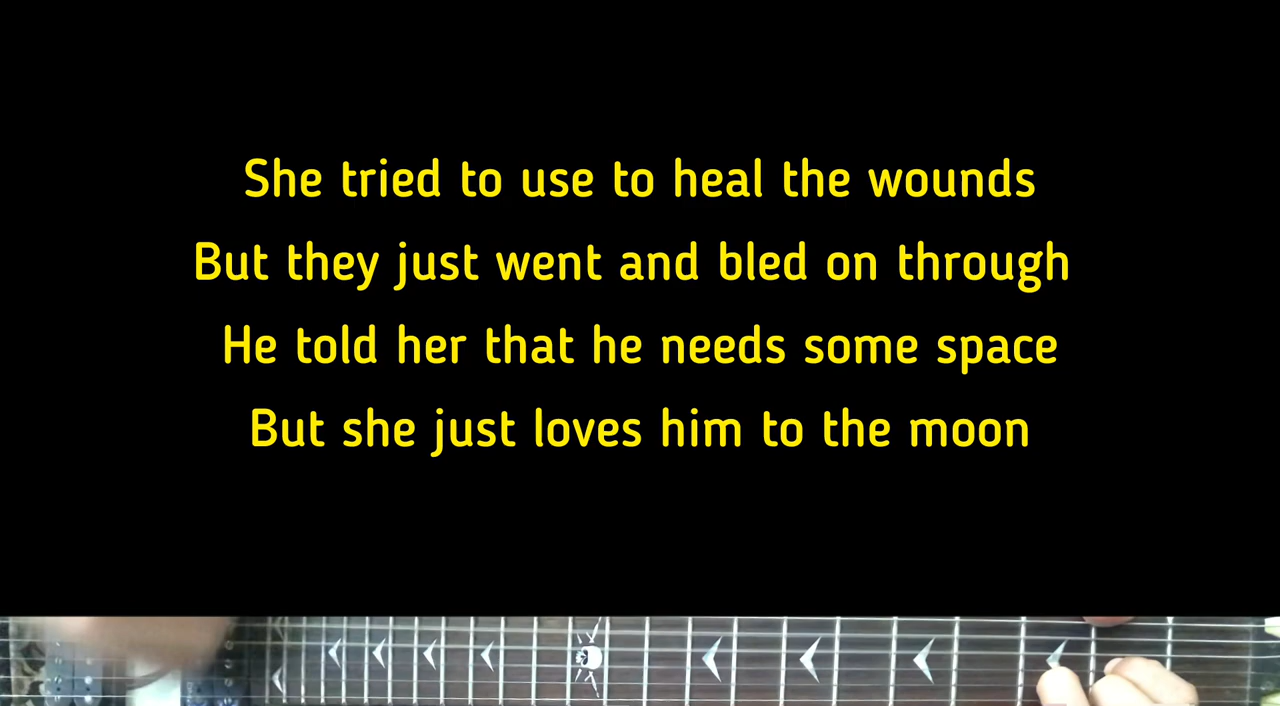 She tried to use to heal the wounds
But they just went and bled on through
He told her that he needs some space
But she just loves him to the moon